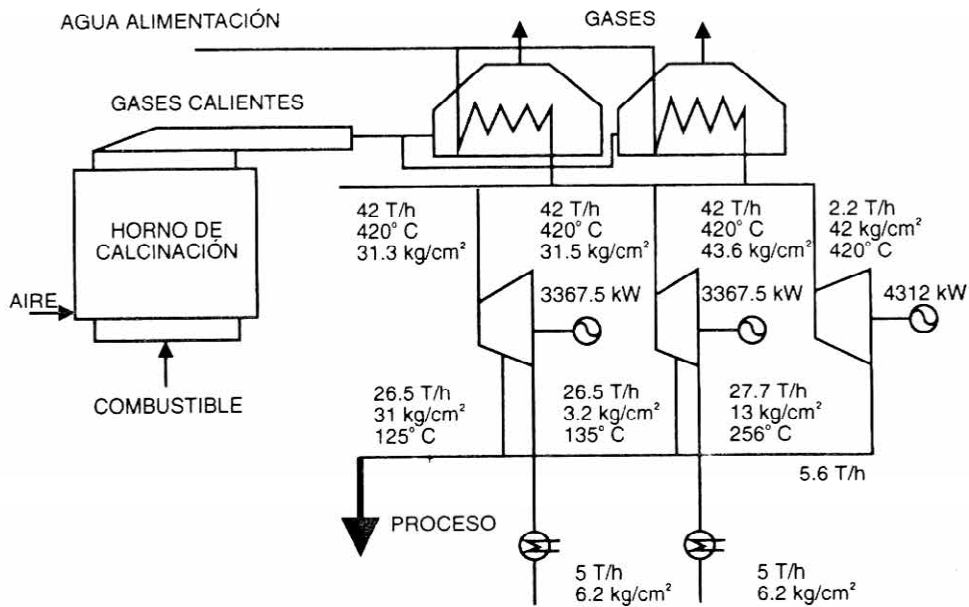 AGUA ALIMENTACIÓN
GASES
GASES CALIENTES
HORNO DE
CALCINACIÓN
AIRE
COMBUSTIBLE
42 T/h
420° C
31.3 kg/cm²
42 T/h
420° C
31.5 kg/cm²
42 T/h
420° C
43.6 kg/cm²
2.2 T/h
42 kg/cm²
420° C
3367.5 kW
3367.5 kW
4312 kW
26.5 T/h
31 kg/cm²
125° C
26.5 T/h
3.2 kg/cm²
135° C
27.7 T/h
13 kg/cm²
256° C
5.6 T/h
PROCESO
5 T/h
6.2 kg/cm²
5 T/h
6.2 kg/cm²